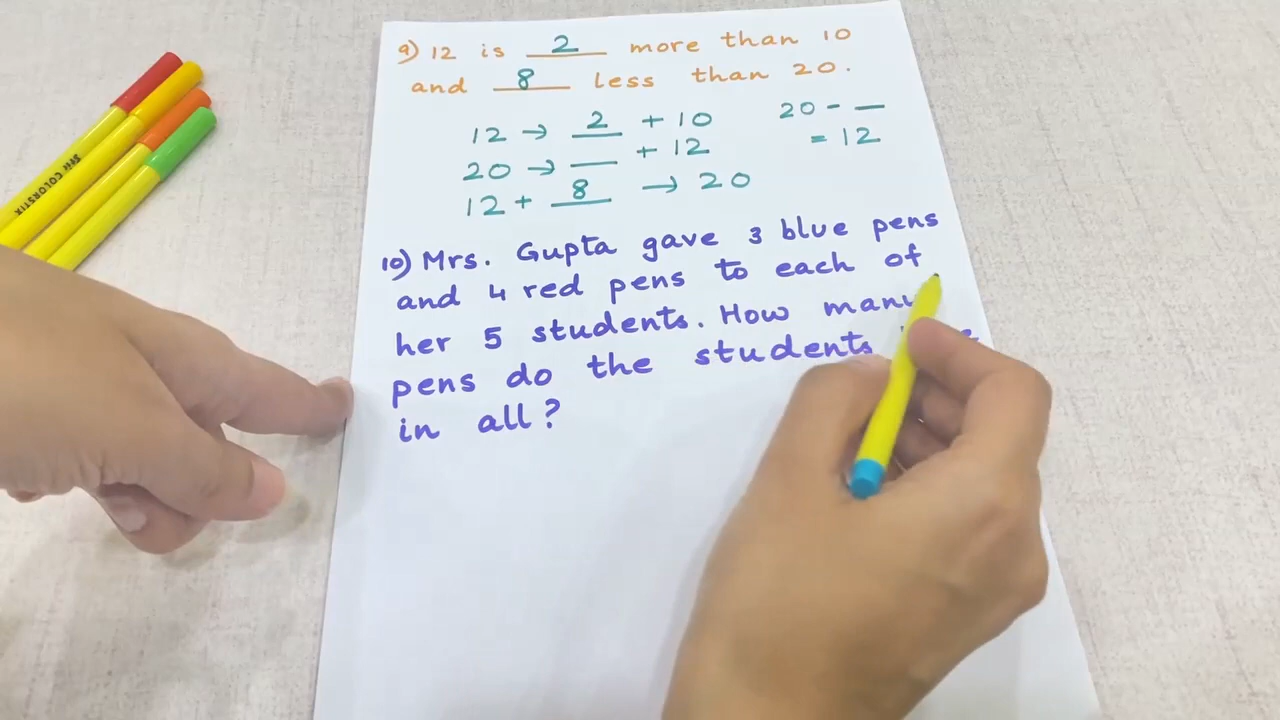 9) 12 is 2 more than 10
and 8 less than 20.
12 → 2 + 10
20 → __ + 12
12 + 8 → 20
20 - __
= 12
10) Mrs. Gupta gave 3 blue pens
and 4 red pens to each of
her 5 students. How many
pens do the students
in all?
SFK COLORSTIX